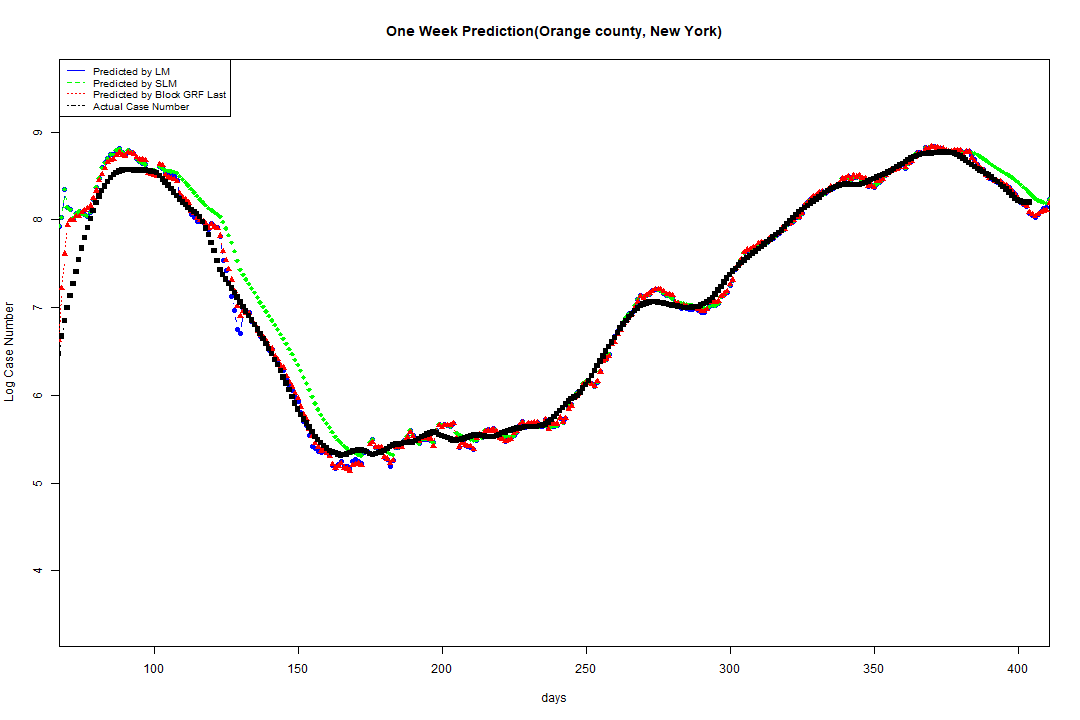 One Week Prediction(Orange county, New York)
Predicted by LM
Predicted by SLM
Predicted by Block GRF Last
Actual Case Number
9
8
7
6
5
4
Log Case Number
100 150 200 250 300 350 400
days